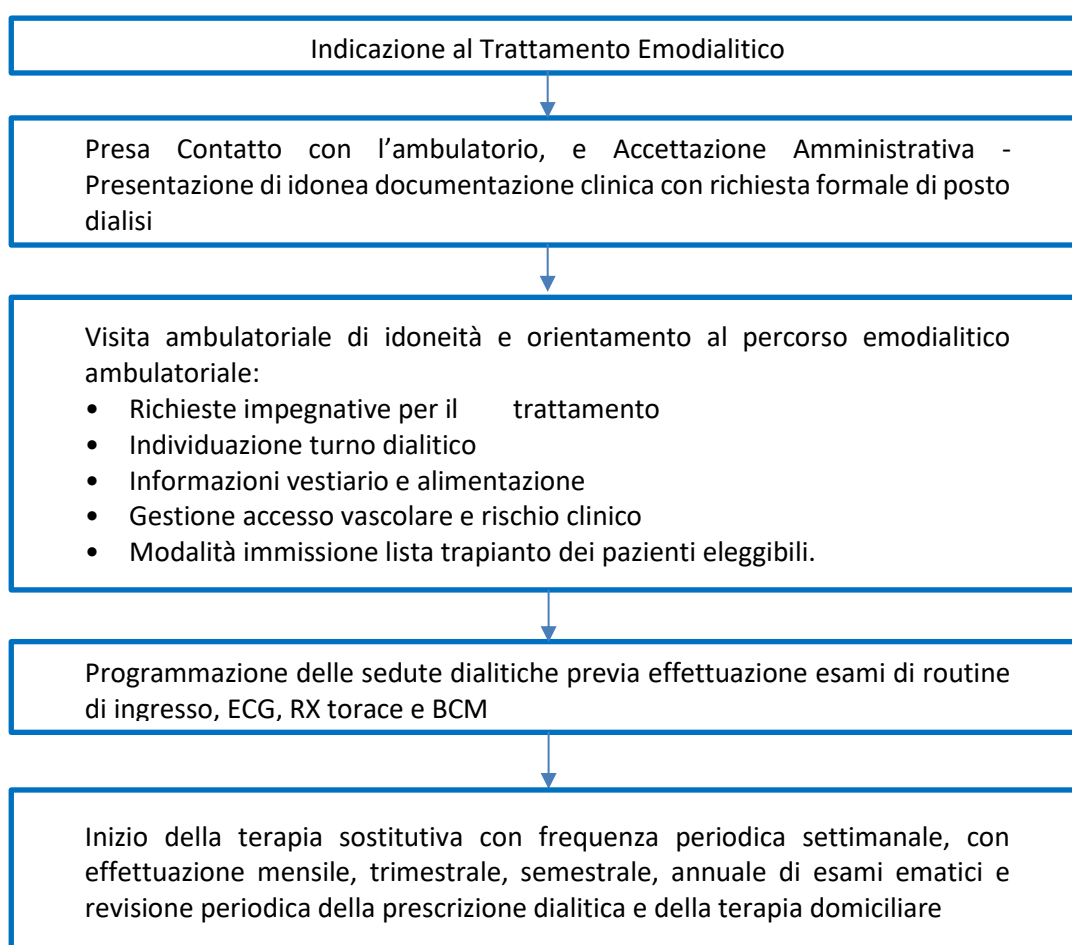 Indicazione al Trattamento Emodialitico
Presa Contatto con l’ambulatorio, e Accettazione Amministrativa -
Presentazione di idonea documentazione clinica con richiesta formale di posto
dialisi
Visita ambulatoriale di idoneità e orientamento al percorso emodialitico
ambulatoriale:
• Richieste impegnative per il trattamento
• Individuazione turno dialitico
• Informazioni vestiario e alimentazione
• Gestione accesso vascolare e rischio clinico
• Modalità immissione lista trapianto dei pazienti eleggibili.
Programmazione delle sedute dialitiche previa effettuazione esami di routine
di ingresso, ECG, RX torace e BCM
Inizio della terapia sostitutiva con frequenza periodica settimanale, con
effettuazione mensile, trimestrale, semestrale, annuale di esami ematici e
revisione periodica della prescrizione dialitica e della terapia domiciliare